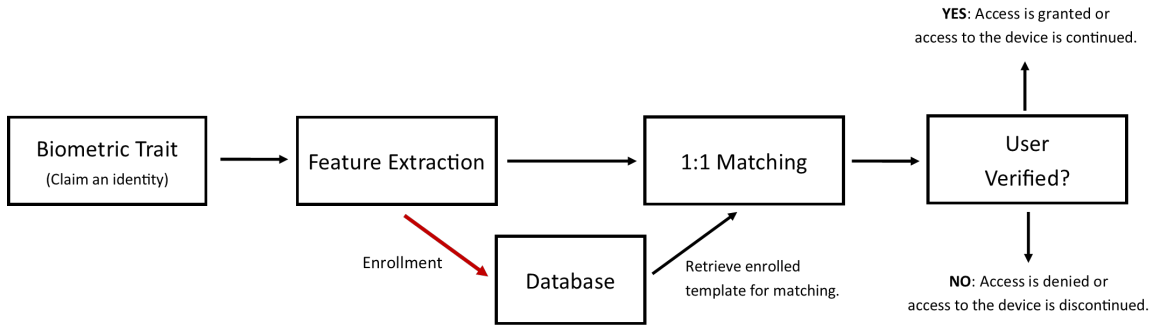 YES: Access is granted or
access to the device is continued.
Biometric Trait
(Claim an identity)
Feature Extraction
1:1 Matching
User
Verified?
Enrollment
Database
Retrieve enrolled
template for matching.
NO: Access is denied or
access to the device is discontinued.